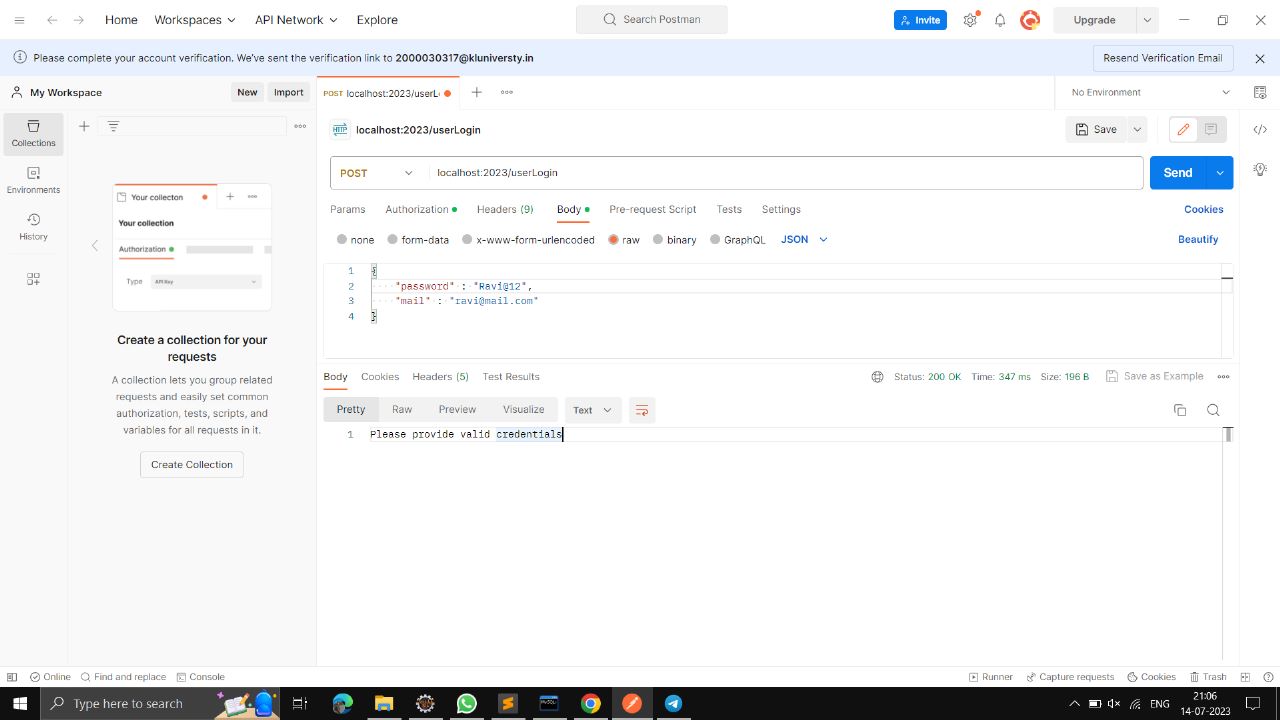 Home Workspaces API Network Explore Search Postman Invite Upgrade
Please complete your account verification. We've sent the verification link to 2000030317@kluniversty.in Resend Verification Email
My Workspace New Import
POST localhost:2023/userL No Environment
Collections
Environments
History
Your collecton
Your collection
Authorization
Type API Key
Create a collection for your
requests
A collection lets you group related
requests and easily set common
authorization, tests, scripts, and
variables for all requests in it.
Create Collection
HTTP localhost:2023/userLogin Save
POST localhost:2023/userLogin Send
Params Authorization Headers (9) Body Pre-request Script Tests Settings Cookies
none form-data x-www-form-urlencoded raw binary GraphQL JSON Beautify
1 {
2 "password" : "Ravi@12",
3 "mail" : "ravi@mail.com"
4 }
Body Cookies Headers (5) Test Results Status: 200 OK Time: 347 ms Size: 196 B Save as Example
Pretty Raw Preview Visualize Text
1 Please provide valid credentials
Online Find and replace Console Runner Capture requests Cookies Trash
Type here to search ENG 21:06
14-07-2023